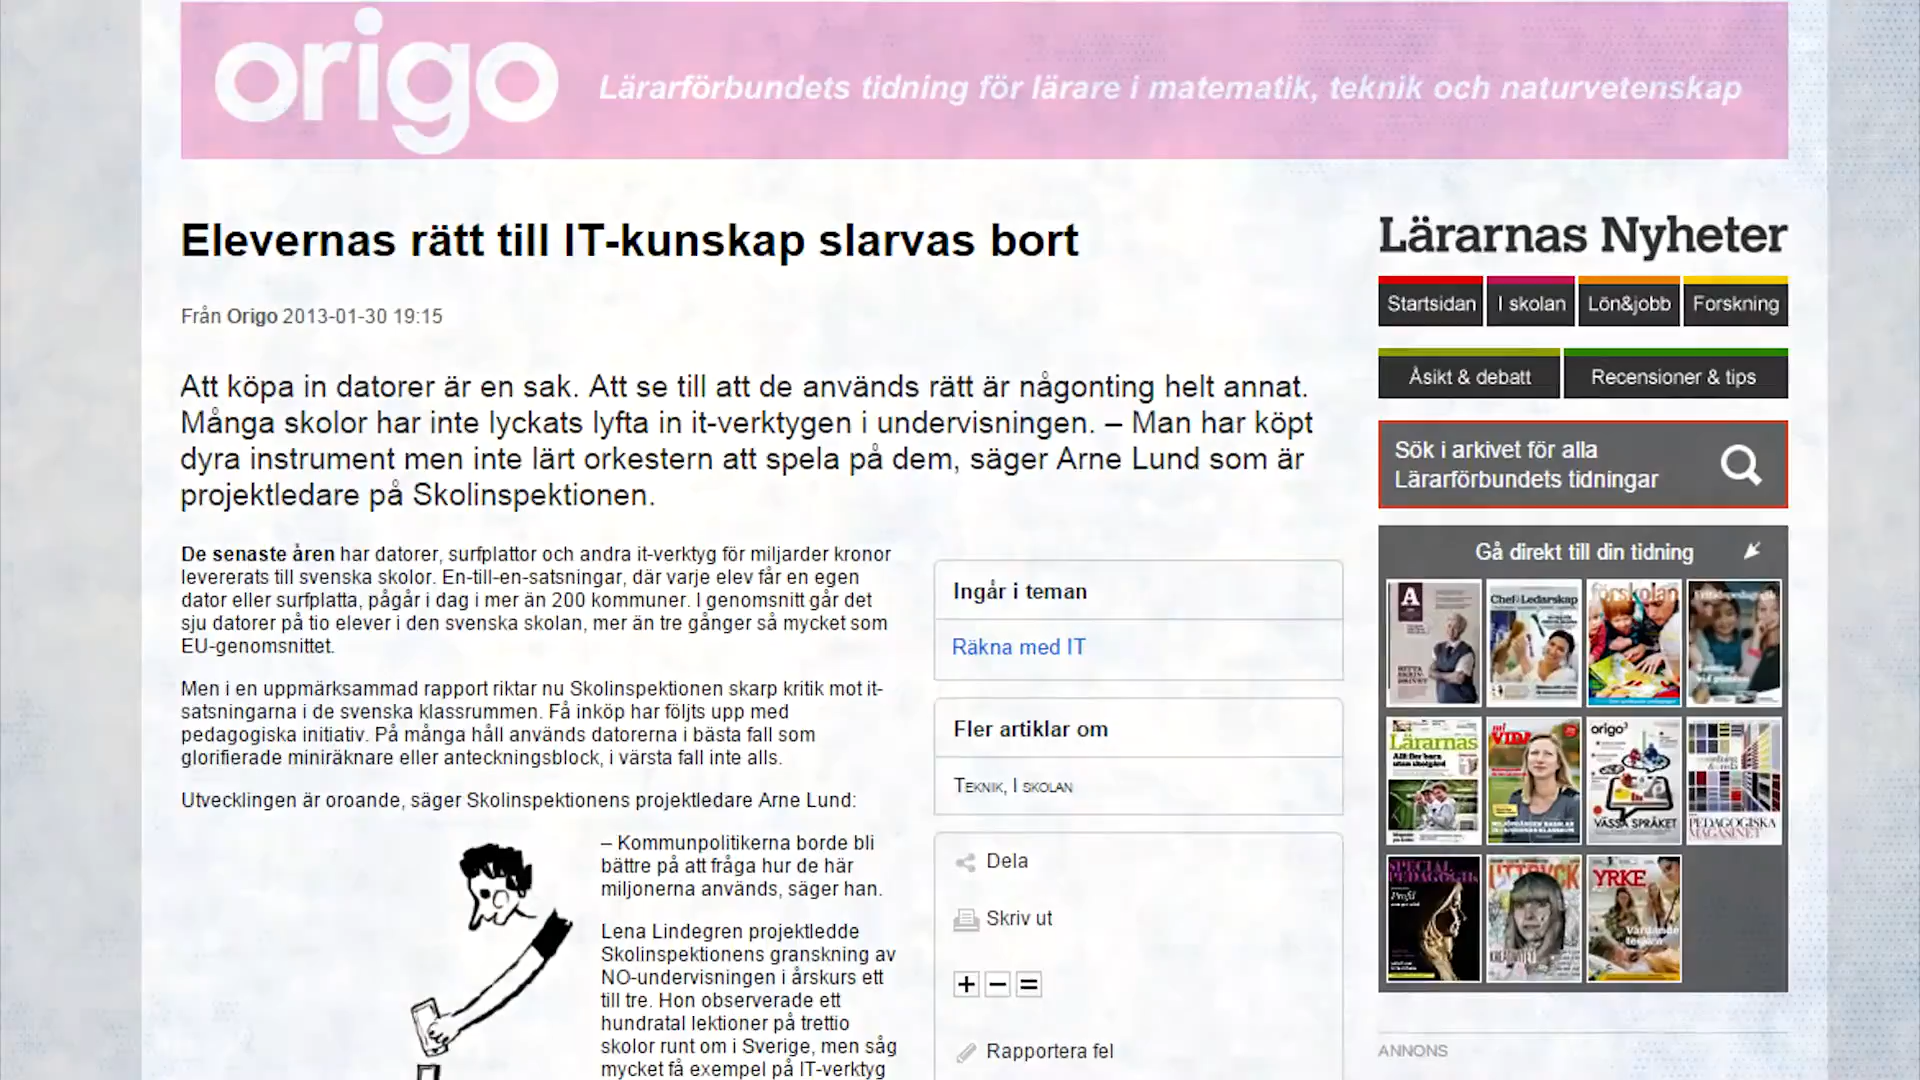 origo
Lärarförbundets tidning för lärare i matematik, teknik och naturvetenskap
Elevernas rätt till IT-kunskap slarvas bort
Från Origo 2013-01-30 19:15
Att köpa in datorer är en sak. Att se till att de används rätt är någonting helt annat.
Många skolor har inte lyckats lyfta in it-verktygen i undervisningen. – Man har köpt
dyra instrument men inte lärt orkestern att spela på dem, säger Arne Lund som är
projektledare på Skolinspektionen.
De senaste åren har datorer, surfplattor och andra it-verktyg för miljarder kronor
levererats till svenska skolor. En-till-en-satsningar, där varje elev får en egen
dator eller surfplatta, pågår i dag i mer än 200 kommuner. I genomsnitt går det
sju datorer på tio elever i den svenska skolan, mer än tre gånger så mycket som
EU-genomsnittet.
Men i en uppmärksammad rapport riktar nu Skolinspektionen skarp kritik mot it-
satsningarna i de svenska klassrummen. Få inköp har följts upp med
pedagogiska initiativ. På många håll används datorerna i bästa fall som
glorifierade miniräknare eller anteckningsblock, i värsta fall inte alls.
Utvecklingen är oroande, säger Skolinspektionens projektledare Arne Lund:
– Kommunpolitikerna borde bli
bättre på att fråga hur de här
miljonerna används, säger han.
Lena Lindegren projektledde
Skolinspektionens granskning av
NO-undervisningen i årskurs ett
till tre. Hon observerade ett
hundratal lektioner på trettio
skolor runt om i Sverige, men såg
mycket få exempel på IT-verktyg
Ingår i teman
Räkna med IT
Fler artiklar om
Teknik, I skolan
Dela
Skriv ut
+ – =
Rapportera fel
Lärarnas Nyheter
Startsidan I skolan Lön&jobb Forskning
Åsikt & debatt Recensioner & tips
Sök i arkivet för alla
Lärarförbundets tidningar
Gå direkt till din tidning
A
Chef&Ledarskap
förskolan
Lärarnas
origo
VÄSSA SPRÅKET
PEDAGOGISKA
MAGASINET
SPECIAL
PEDAGOGIK
UTTRYCK
YRKE
ANNONS